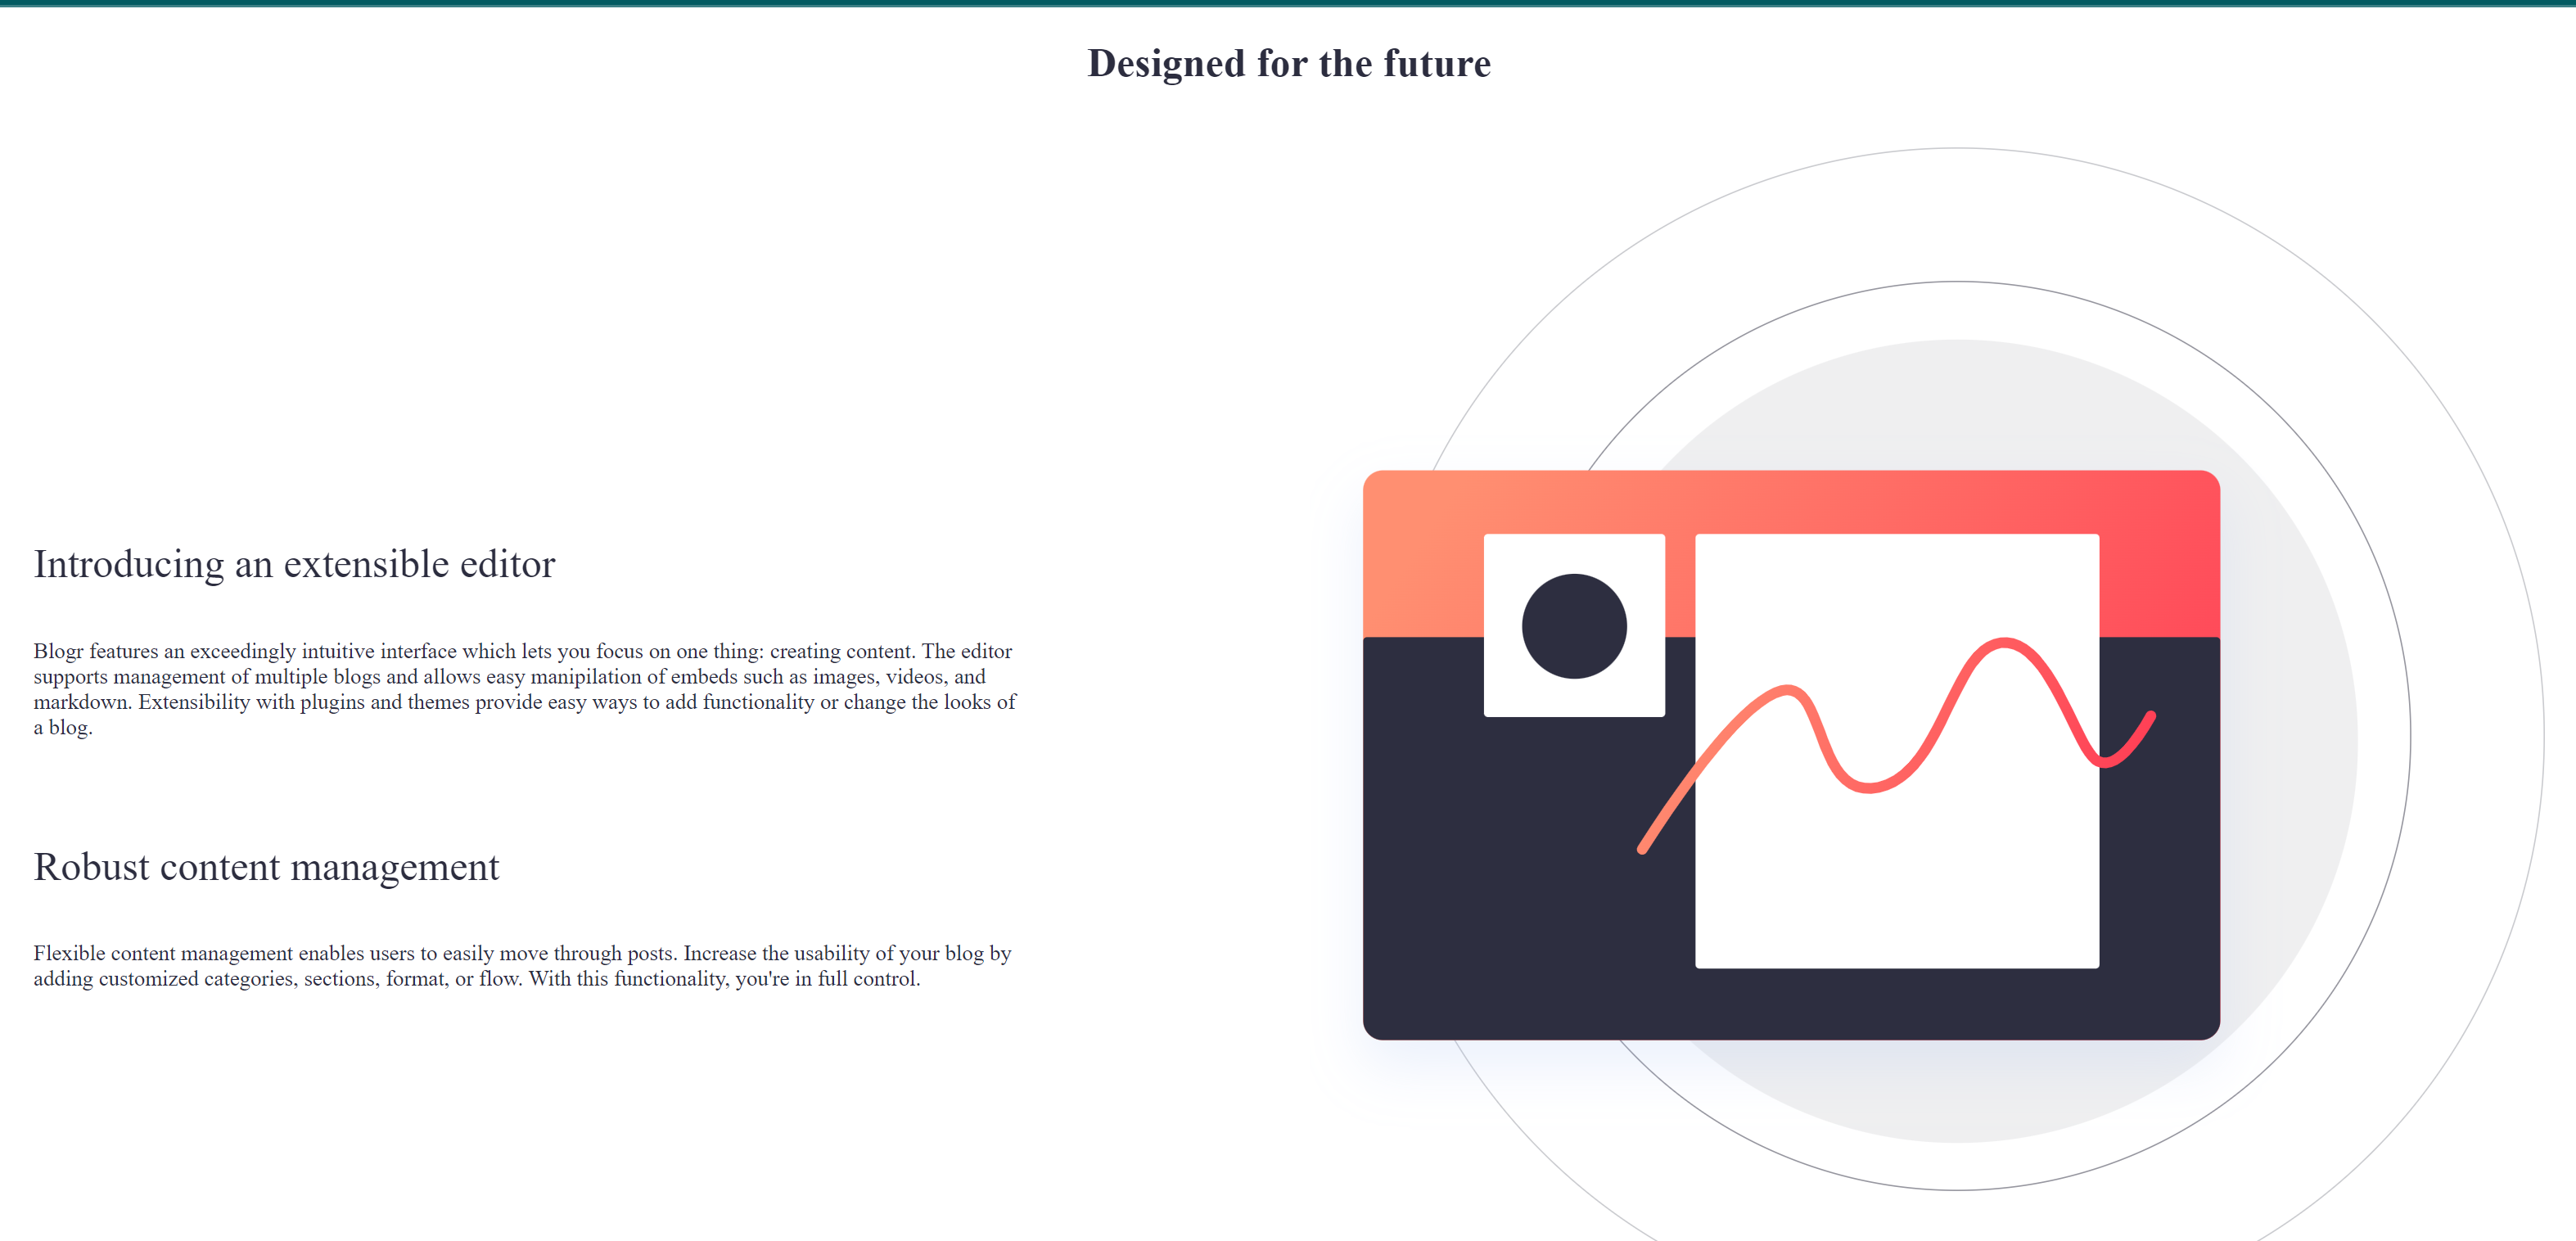 Designed for the future
Introducing an extensible editor
Blogr features an exceedingly intuitive interface which lets you focus on one thing: creating content. The editor
supports management of multiple blogs and allows easy manipilation of embeds such as images, videos, and
markdown. Extensibility with plugins and themes provide easy ways to add functionality or change the looks of
a blog.
Robust content management
Flexible content management enables users to easily move through posts. Increase the usability of your blog by
adding customized categories, sections, format, or flow. With this functionality, you're in full control.